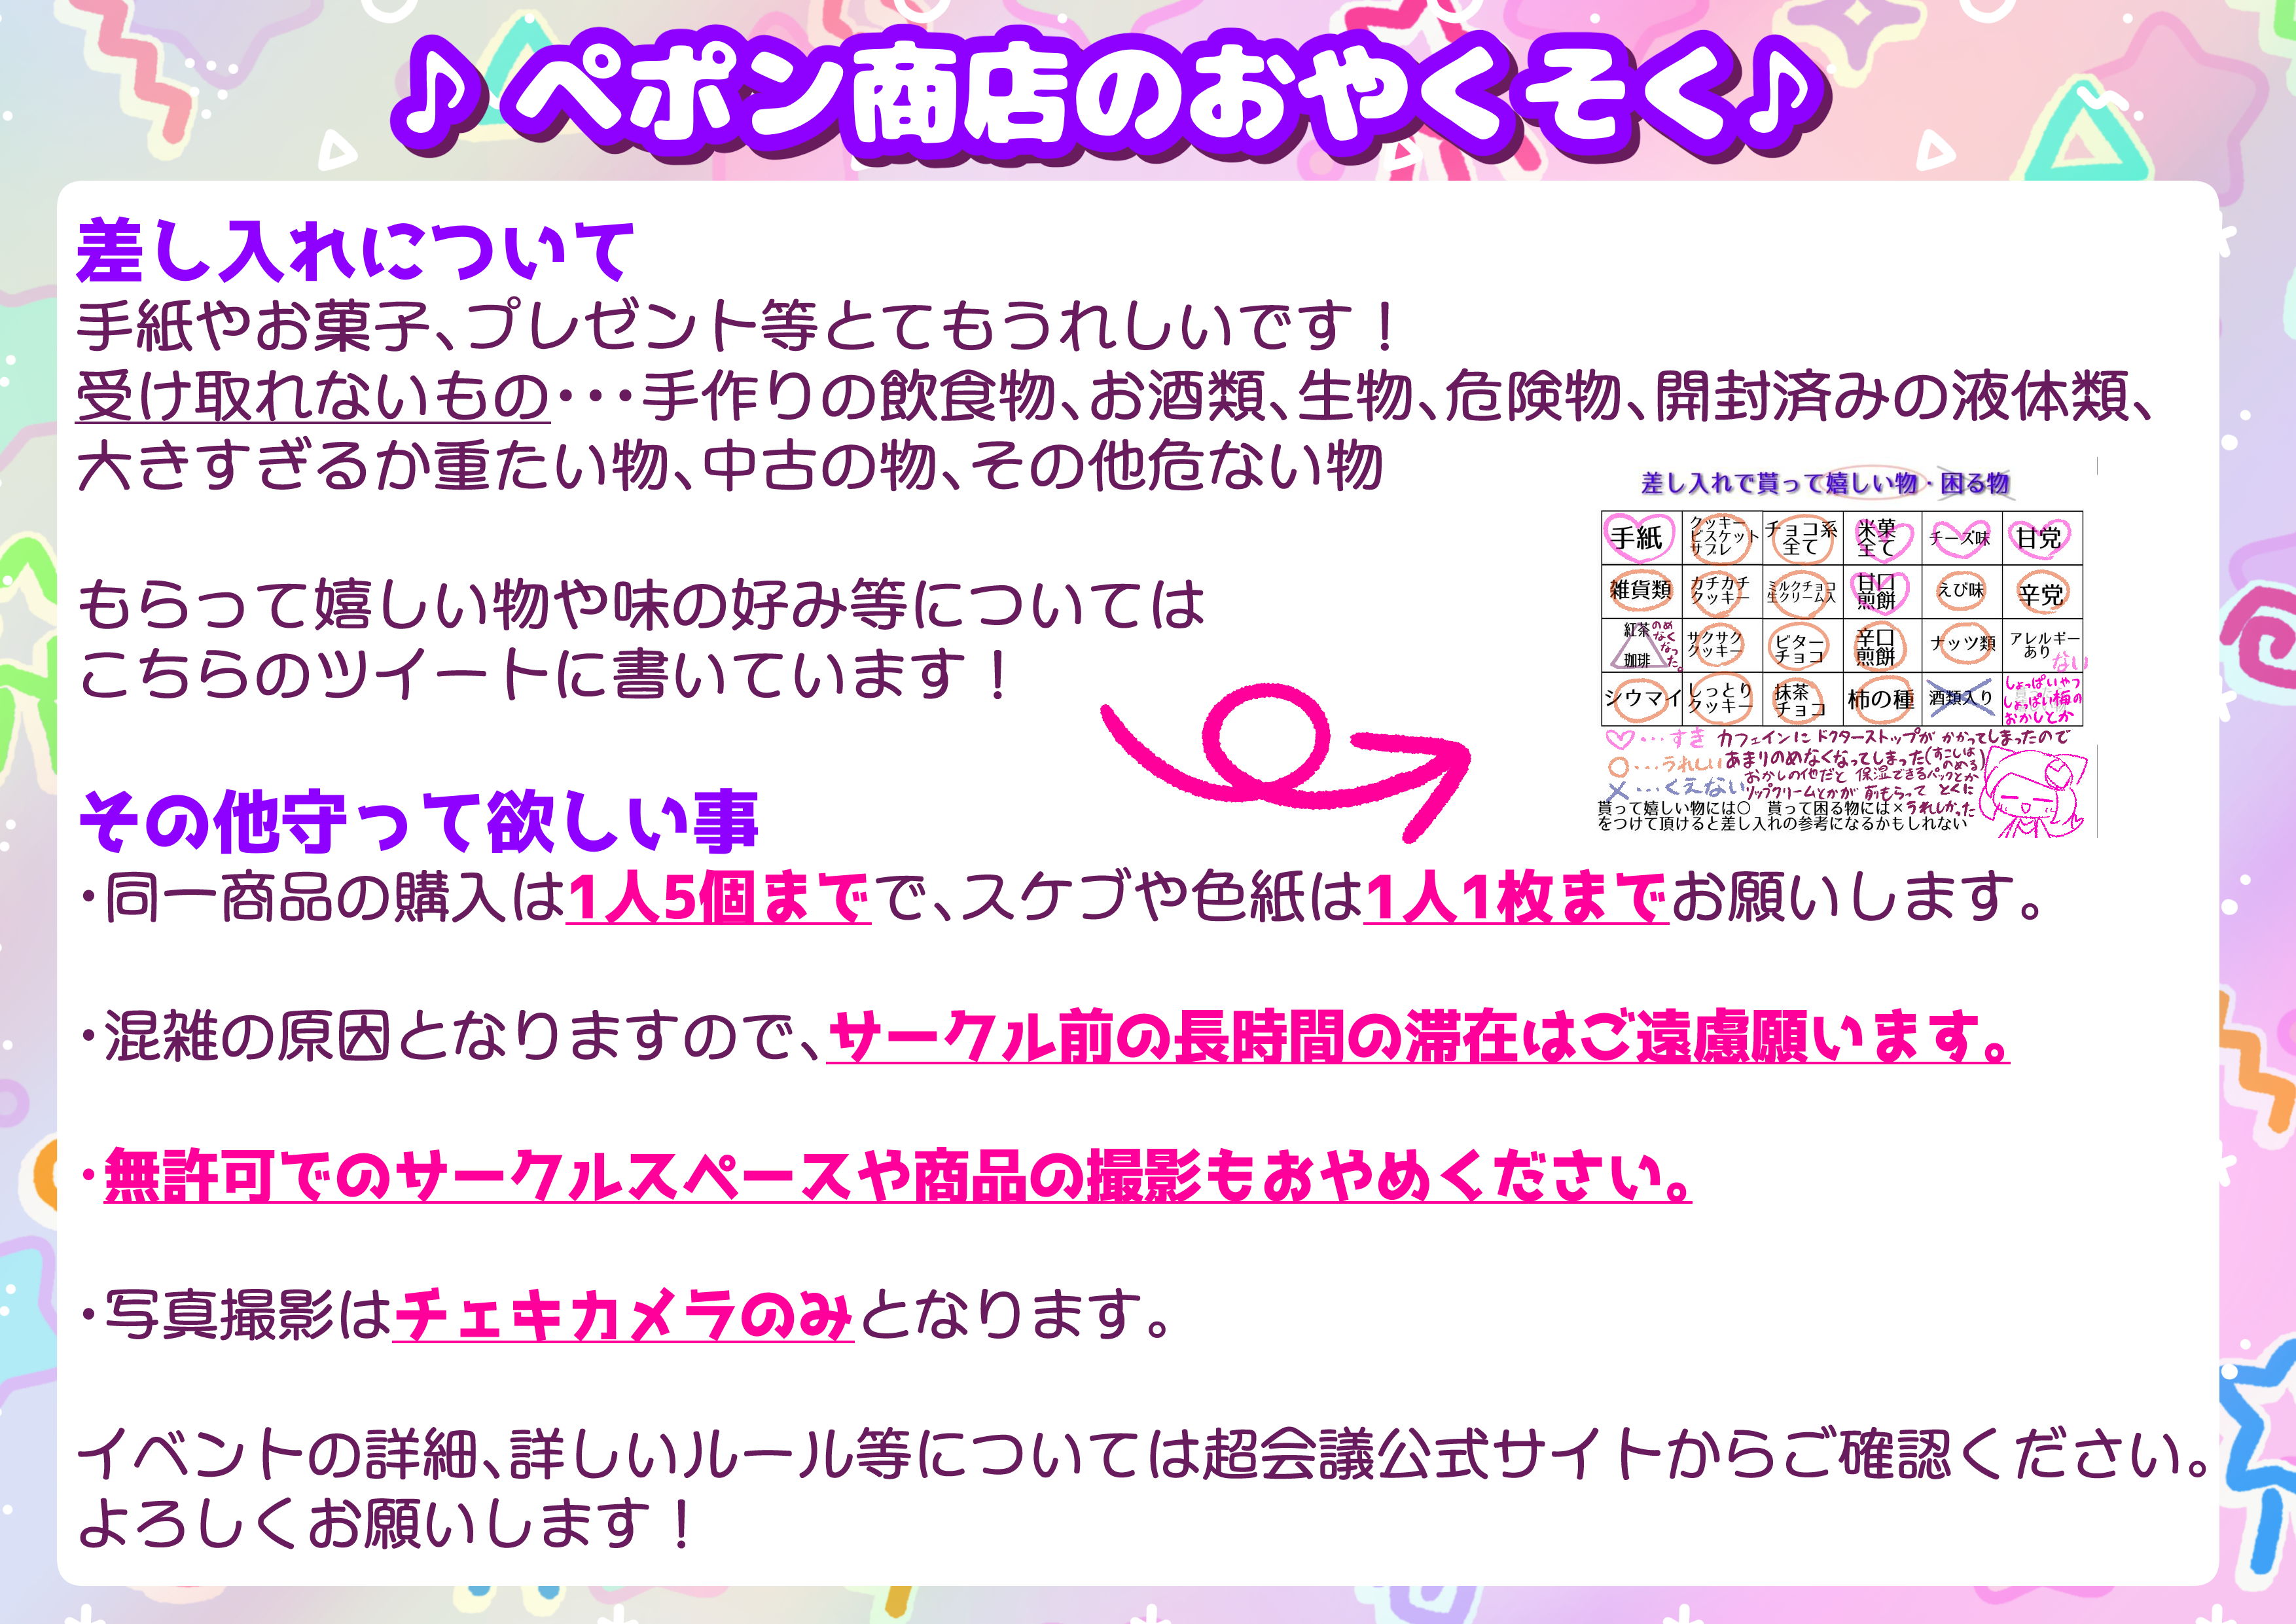 ♪ペポン商店のおやくそく♪
差し入れについて
手紙やお菓子、プレゼント等とてもうれしいです！
受け取れないもの・・・手作りの飲食物、お酒類、生物、危険物、開封済みの液体類、
大きすぎるか重たい物、中古の物、その他危ない物
もらって嬉しい物や味の好み等については
こちらのツイートに書いています！
差し入れで貰って嬉しい物・困る物
手紙 クッキービスケットサブレ チョコ系全て 米菓全て チーズ味 甘党
雑貨類 カチカチクッキー ミルクチョコ生クリーム入 甘口煎餅 えび味 辛党
紅茶 珈琲 のめなくなった。 サクサククッキー ビターチョコ 辛口煎餅 ナッツ類 アレルギーあり ない
シウマイ しっとりクッキー 抹茶チョコ 柿の種 酒類入り しょっぱいやつ しょっぱい梅の おかしとか
♡・・・すき カフェインにドクターストップがかかってしまったので
○・・・うれしい あまりのめなくなってしまった(すこしはのめる)
おかしの他だと 保湿できるパックとか
×・・・くえない リップクリームとかが前もらって とくに
貰って嬉しい物には○ 貰って困る物には× うれしかった
をつけて頂けると差し入れの参考になるかもしれない
その他守って欲しい事
・同一商品の購入は1人5個までで、スケブや色紙は1人1枚までお願いします。
・混雑の原因となりますので、サークル前の長時間の滞在はご遠慮願います。
・無許可でのサークルスペースや商品の撮影もおやめください。
・写真撮影はチェキカメラのみとなります。
イベントの詳細、詳しいルール等については超会議公式サイトからご確認ください。
よろしくお願いします！